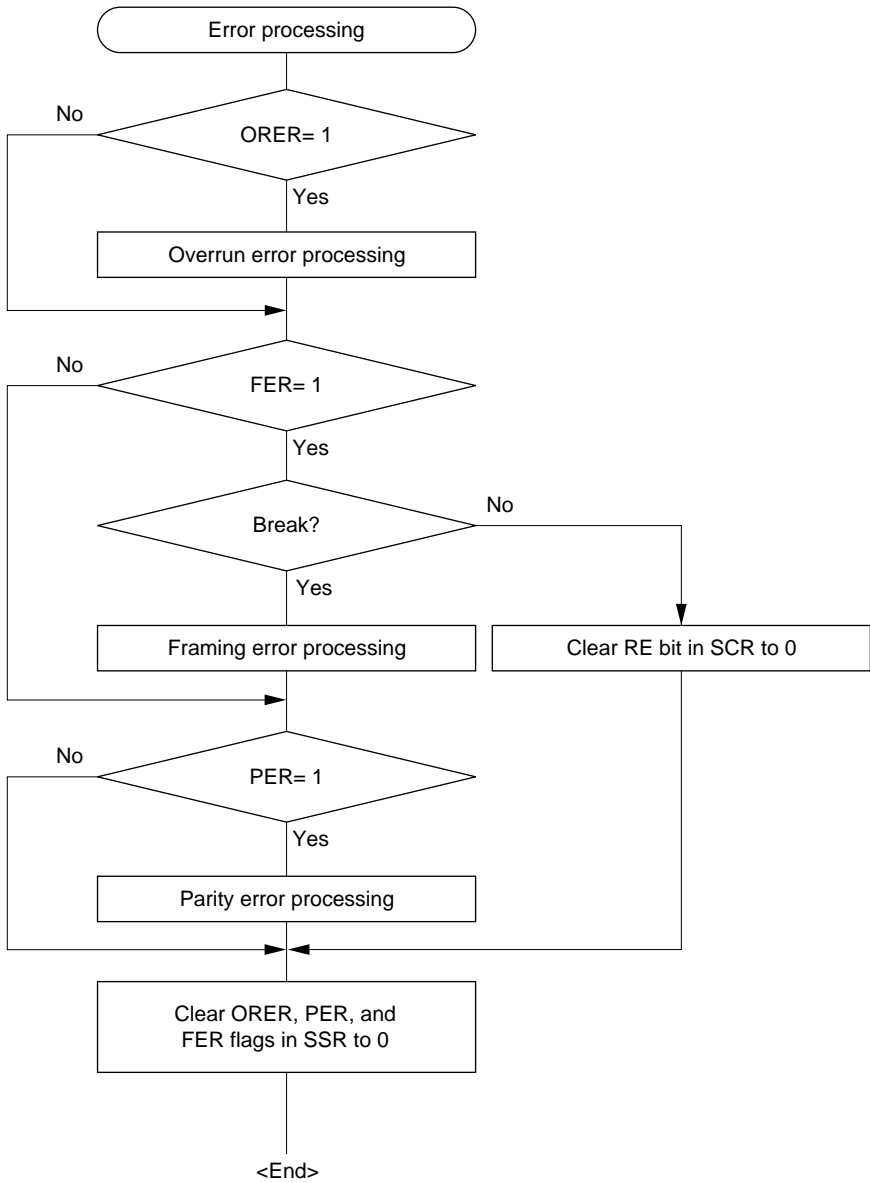 Error processing
No
ORER= 1
Yes
Overrun error processing
No
FER= 1
Yes
No
Break?
Yes
Framing error processing
Clear RE bit in SCR to 0
No
PER= 1
Yes
Parity error processing
Clear ORER, PER, and
FER flags in SSR to 0
<End>